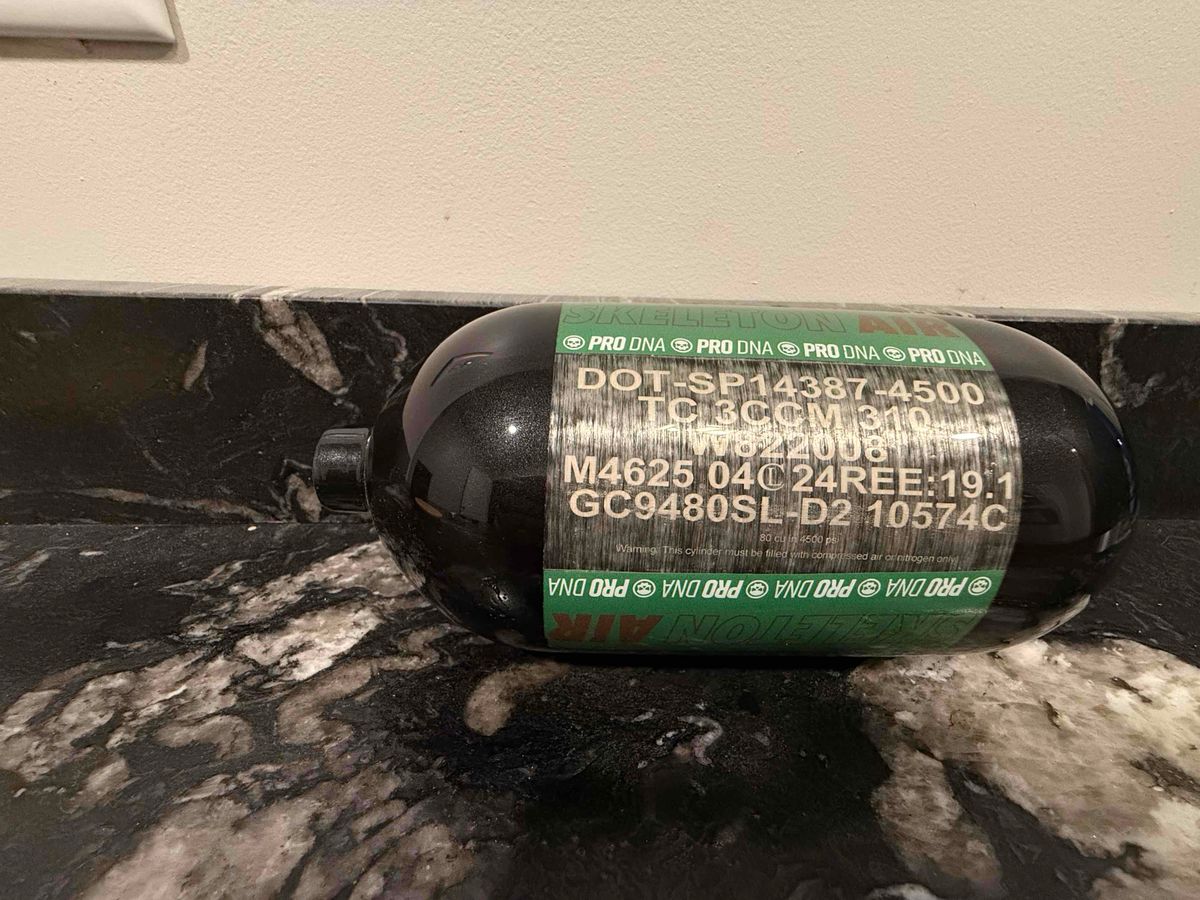 SKELETON AIR
PRO DNA PRO DNA PRO DNA PRO DNA
DOT-SP14387-4500
TC 3CCM 310
W822008
M4625 04 24REE:19.1
GC9480SL-D2 10574C
80 cu in 4500 psi
Warning: This cylinder must be filled with compressed air or nitrogen only!
PRO DNA PRO DNA PRO DNA PRO DNA
SKELETON AIR